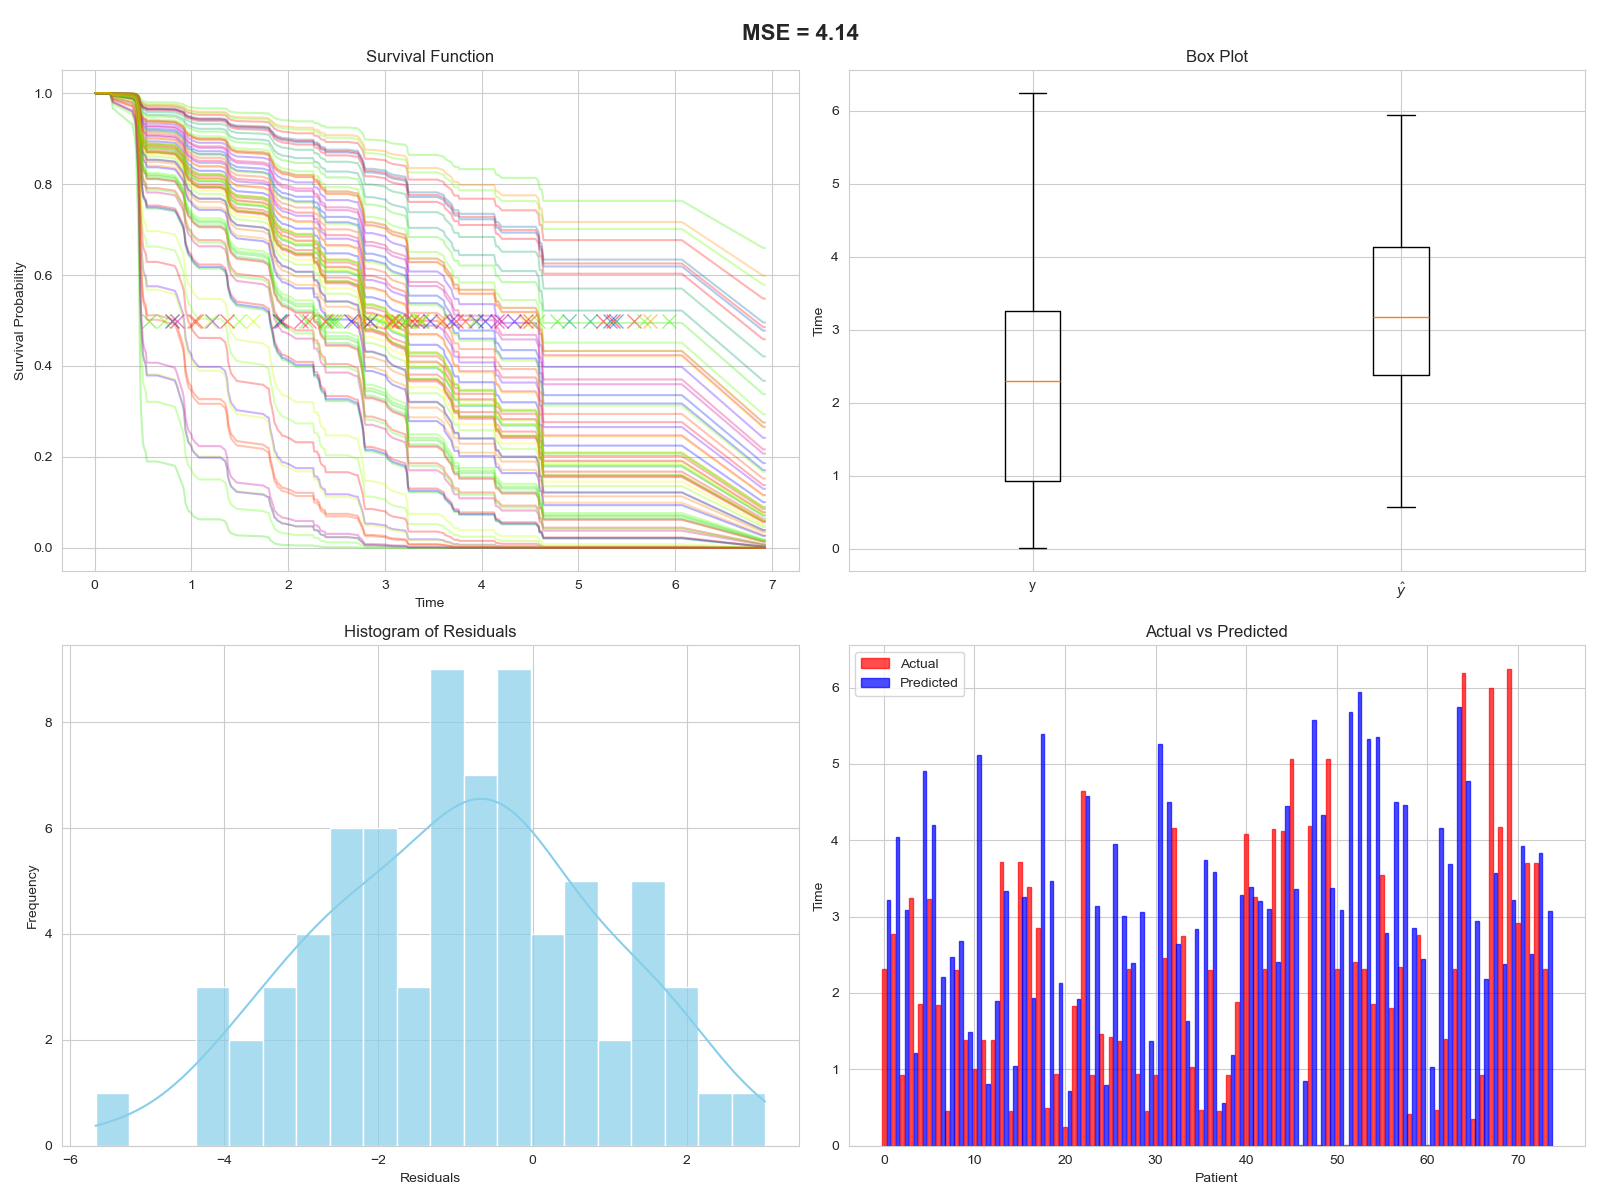 MSE = 4.14
Survival Function
Survival Probability
1.0
0.8
0.6
0.4
0.2
0.0
0 1 2 3 4 5 6 7
Time
Box Plot
Time
6
5
4
3
2
1
0
y ŷ
Histogram of Residuals
Frequency
8
6
4
2
0
−6 −4 −2 0 2
Residuals
Actual vs Predicted
Actual
Predicted
Time
6
5
4
3
2
1
0
0 10 20 30 40 50 60 70
Patient